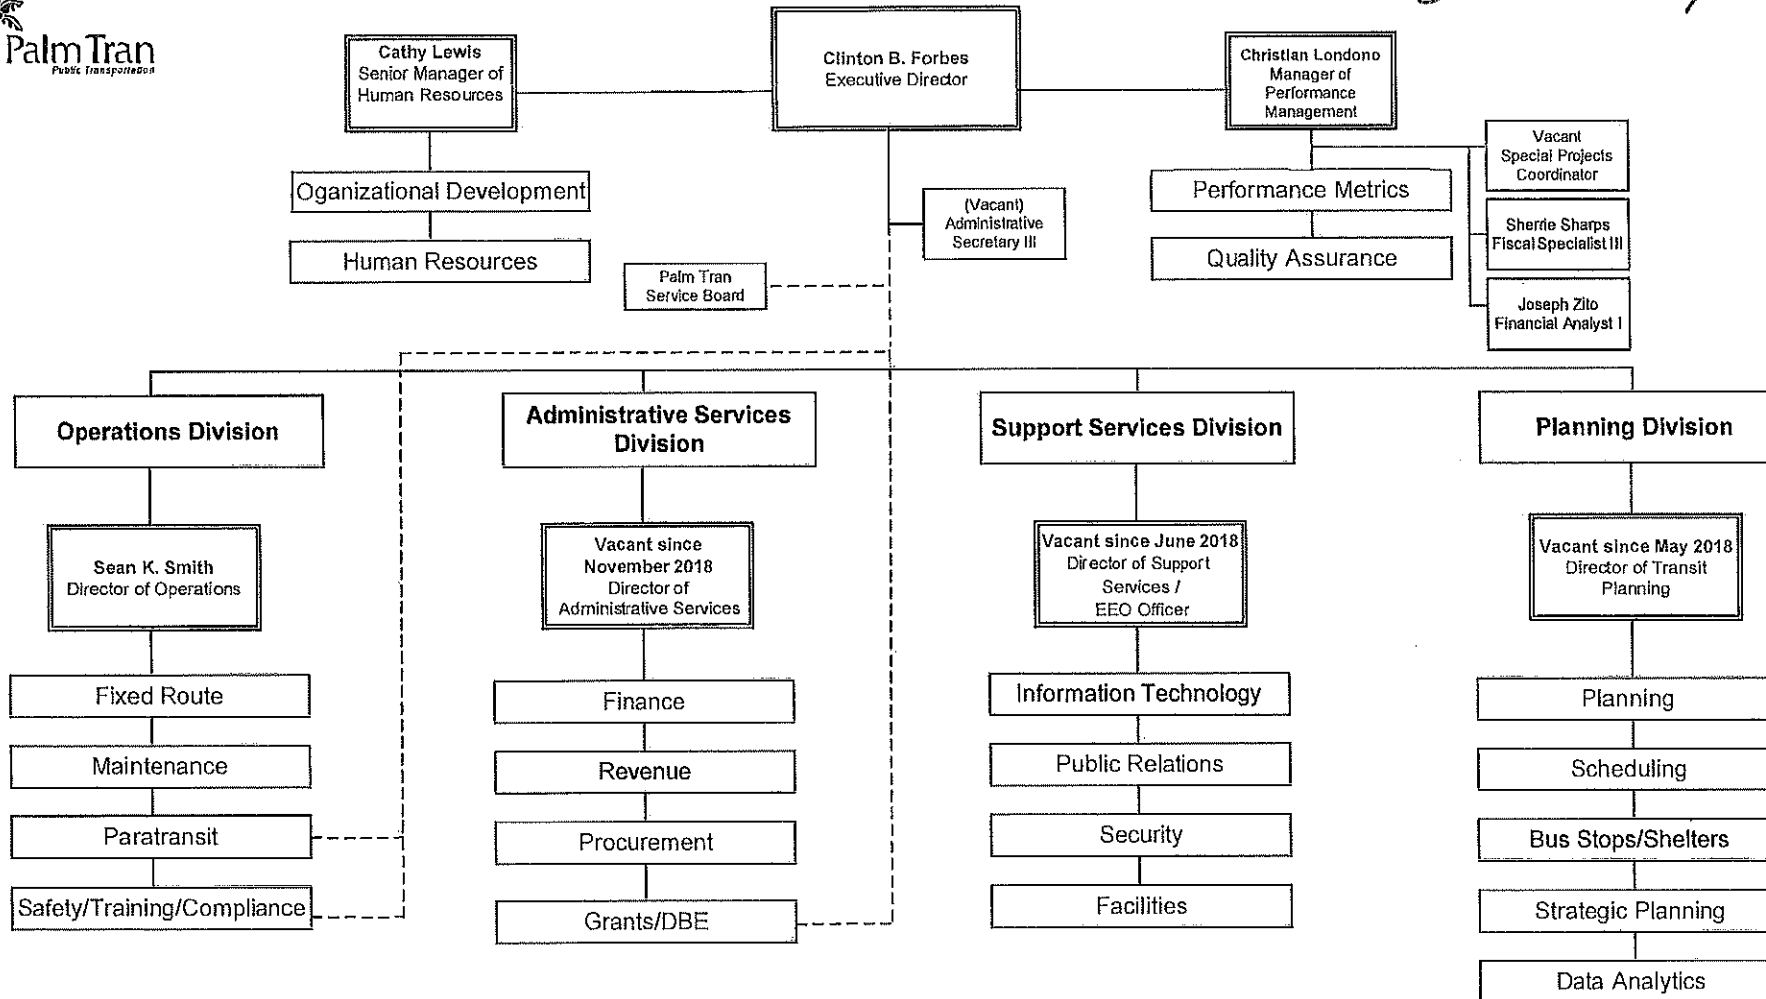 Palm Tran
Public Transportation
Cathy Lewis
Senior Manager of
Human Resources
Clinton B. Forbes
Executive Director
Christian Londono
Manager of
Performance
Management
Vacant
Special Projects
Coordinator
Oganizational Development
Performance Metrics
(Vacant)
Administrative
Secretary III
Sherrie Sharps
Fiscal Specialist III
Human Resources
Quality Assurance
Palm Tran
Service Board
Joseph Zito
Financial Analyst I
Operations Division
Administrative Services
Division
Support Services Division
Planning Division
Sean K. Smith
Director of Operations
Vacant since
November 2018
Director of
Administrative Services
Vacant since June 2018
Director of Support
Services /
EEO Officer
Vacant since May 2018
Director of Transit
Planning
Fixed Route
Maintenance
Paratransit
Safety/Training/Compliance
Finance
Revenue
Procurement
Grants/DBE
Information Technology
Public Relations
Security
Facilities
Planning
Scheduling
Bus Stops/Shelters
Strategic Planning
Data Analytics